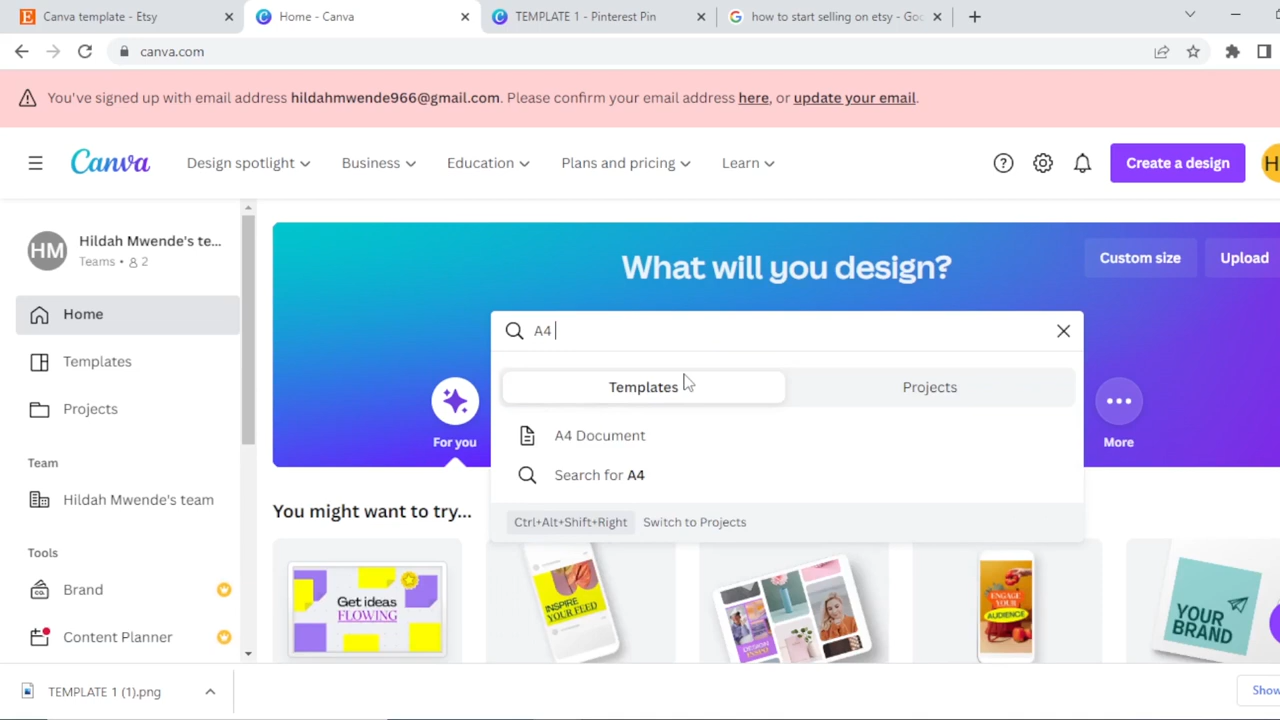 Canva template - Etsy
Home - Canva
TEMPLATE 1 - Pinterest Pin
how to start selling on etsy - Goo
canva.com
You've signed up with email address hildahmwende966@gmail.com. Please confirm your email address here, or update your email.
Canva
Design spotlight
Business
Education
Plans and pricing
Learn
Create a design
H
HM
Hildah Mwende's te...
Teams • 2
Home
Templates
Projects
Team
Hildah Mwende's team
Tools
Brand
Content Planner
What will you design?
Custom size
Upload
A4
Templates
Projects
A4 Document
Search for A4
Ctrl+Alt+Shift+Right
Switch to Projects
For you
More
You might want to try...
Get ideas
FLOWING
INSPIRE
YOUR FEED
DESIGN
ENGAGE
YOUR
AUDIENCE
YOUR
BRAND
TEMPLATE 1 (1).png
Show